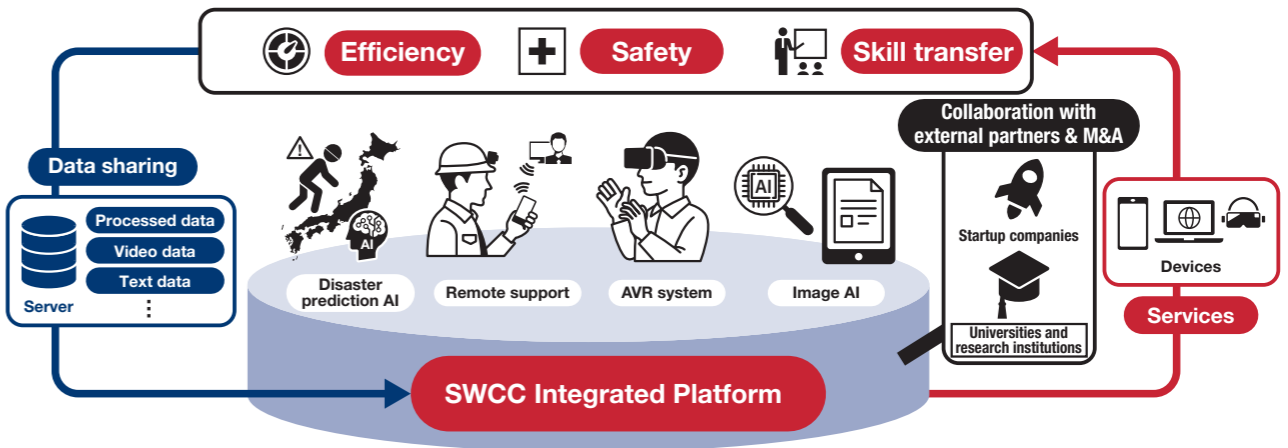 Efficiency
Safety
Skill transfer
Collaboration with
external partners & M&A
Data sharing
Processed data
Video data
Text data
⋮
Server
AI
AI
Startup companies
Devices
Disaster
prediction AI
Remote support
AVR system
Image AI
Services
Universities and
research institutions
SWCC Integrated Platform